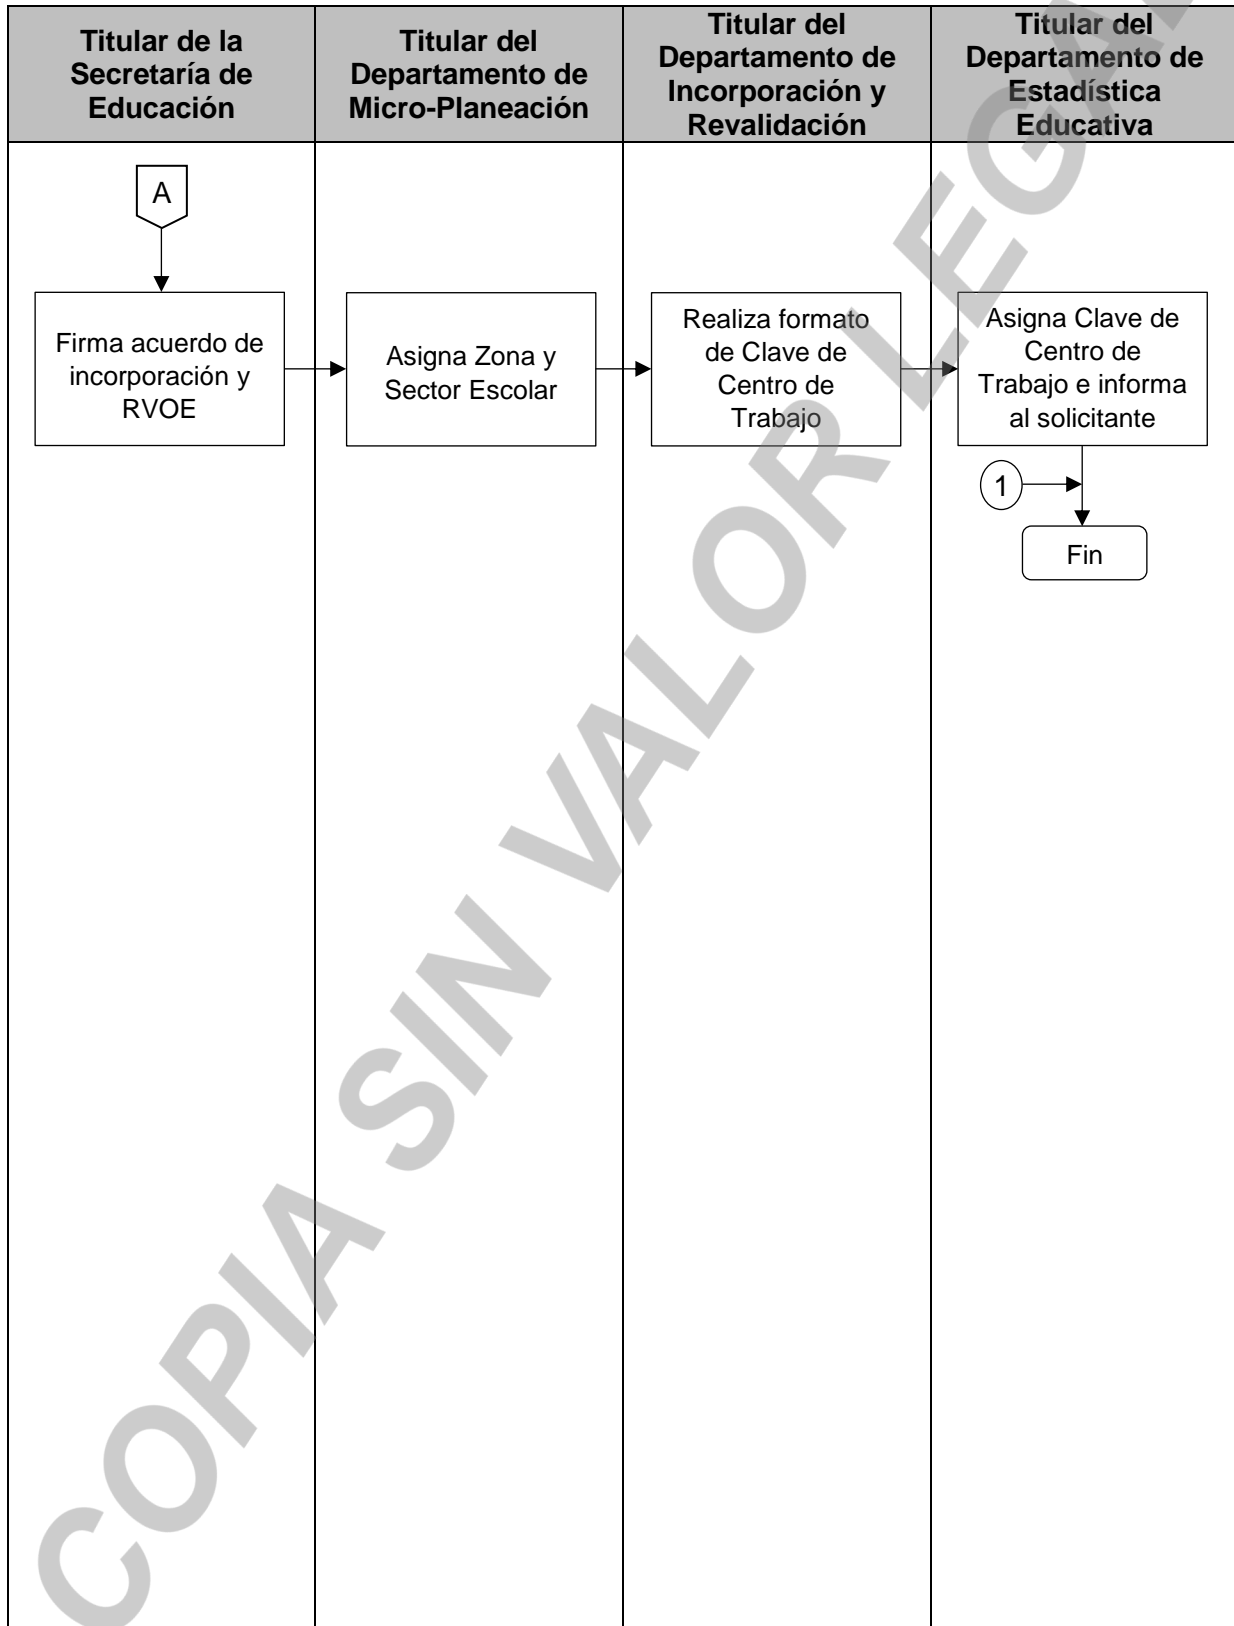 Titular de la
Secretaría de
Educación
Titular del
Departamento de
Micro-Planeación
Titular del
Departamento de
Incorporación y
Revalidación
Titular del
Departamento de
Estadística
Educativa
A
Firma acuerdo de
incorporación y
RVOE
Asigna Zona y
Sector Escolar
Realiza formato
de Clave de
Centro de
Trabajo
Asigna Clave de
Centro de
Trabajo e informa
al solicitante
1
Fin
COPIA SIN VALOR LEGAL